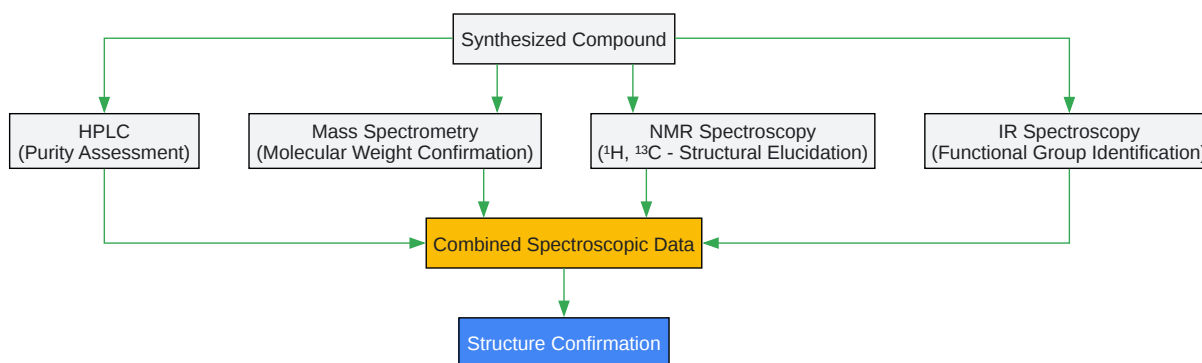 Synthesized Compound
HPLC
(Purity Assessment)
Mass Spectrometry
(Molecular Weight Confirmation)
NMR Spectroscopy
(¹H, ¹³C - Structural Elucidation)
IR Spectroscopy
(Functional Group Identification)
Combined Spectroscopic Data
Structure Confirmation